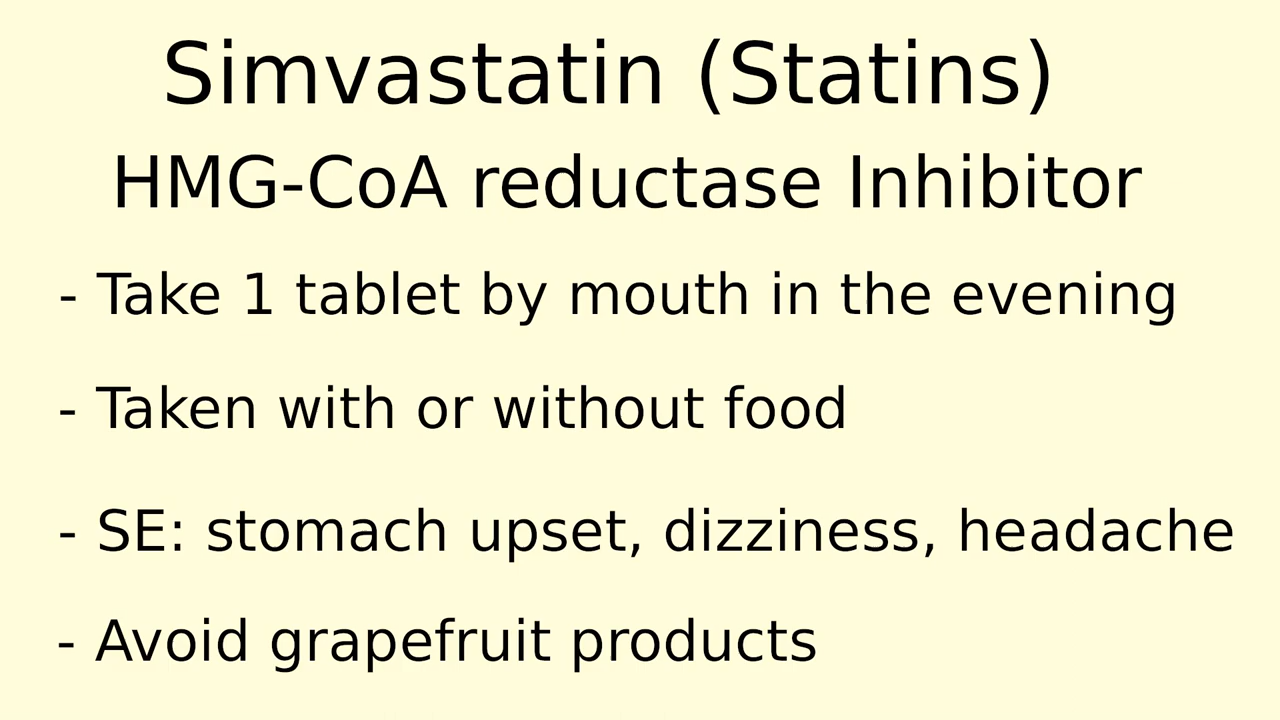 Simvastatin (Statins)
HMG-CoA reductase Inhibitor
- Take 1 tablet by mouth in the evening
- Taken with or without food
- SE: stomach upset, dizziness, headache
- Avoid grapefruit products